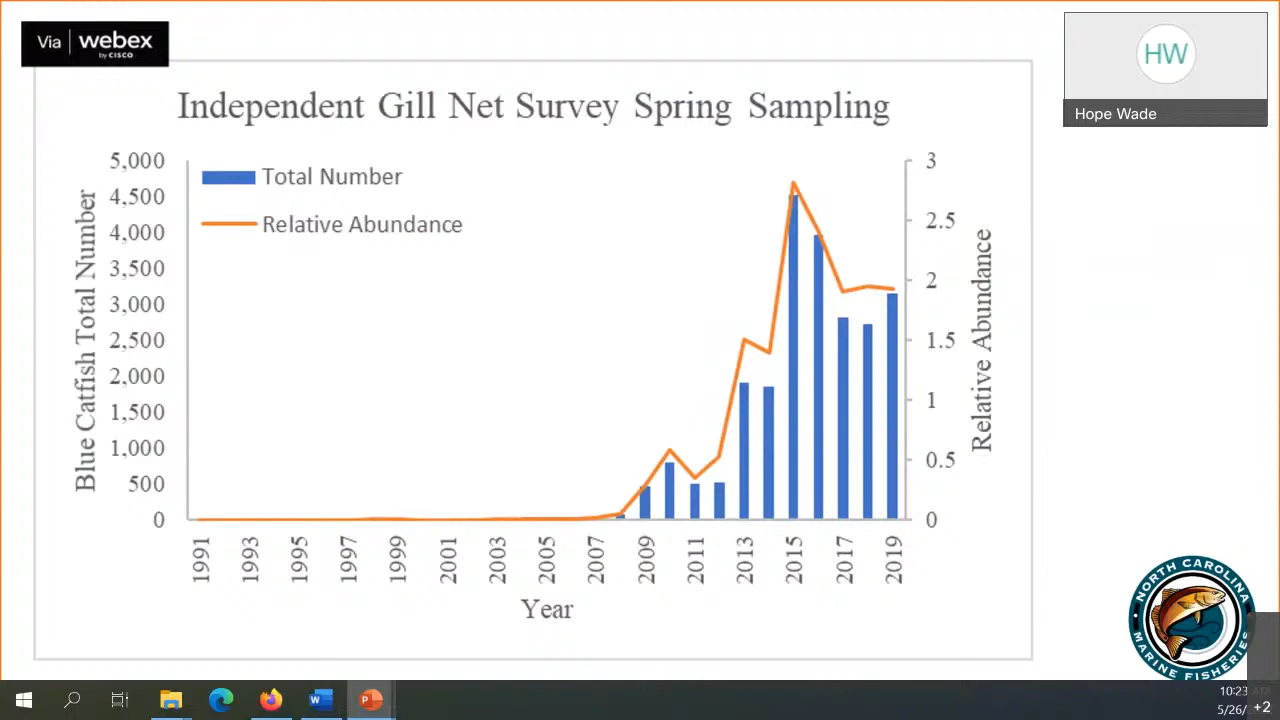 Via webex
by CISCO
HW
Hope Wade
Independent Gill Net Survey Spring Sampling
Total Number
Relative Abundance
Blue Catfish Total Number
5,000
4,500
4,000
3,500
3,000
2,500
2,000
1,500
1,000
500
0
3
2.5
2
1.5
1
0.5
0
Relative Abundance
1991
1993
1995
1997
1999
2001
2003
2005
2007
2009
2011
2013
2015
2017
2019
Year
NORTH CAROLINA
MARINE FISHERIES
W
P
10:23 AM
5/26/
+2